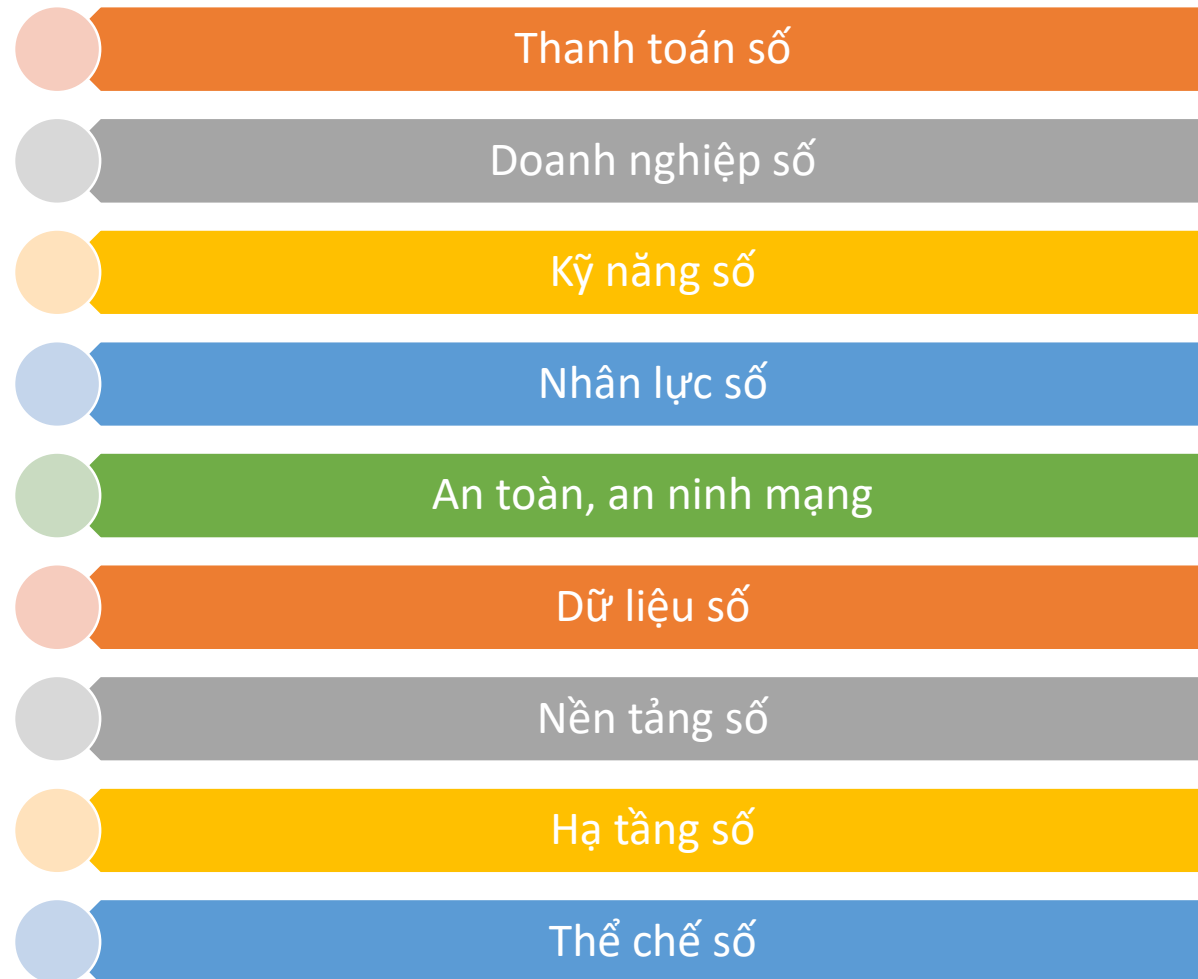 Thanh toán số
Doanh nghiệp số
Kỹ năng số
Nhân lực số
An toàn, an ninh mạng
Dữ liệu số
Nền tảng số
Hạ tầng số
Thể chế số